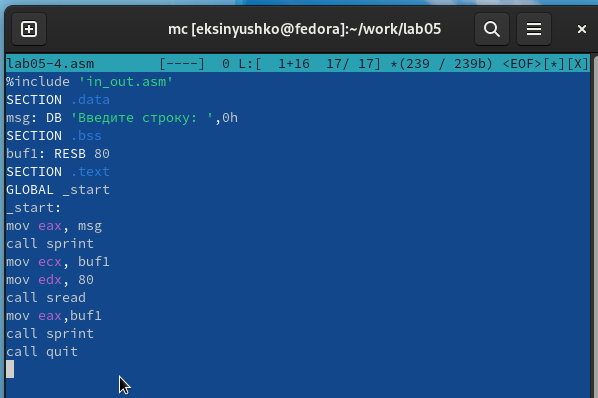 mc [eksinyushko@fedora]:~/work/lab05
lab05-4.asm [----] 0 L:[ 1+16 17/ 17] *(239 / 239b) <EOF>[*][X]
%include 'in_out.asm'
SECTION .data
msg: DB 'Введите строку: ',0h
SECTION .bss
buf1: RESB 80
SECTION .text
GLOBAL _start
_start:
mov eax, msg
call sprint
mov ecx, buf1
mov edx, 80
call sread
mov eax,buf1
call sprint
call quit